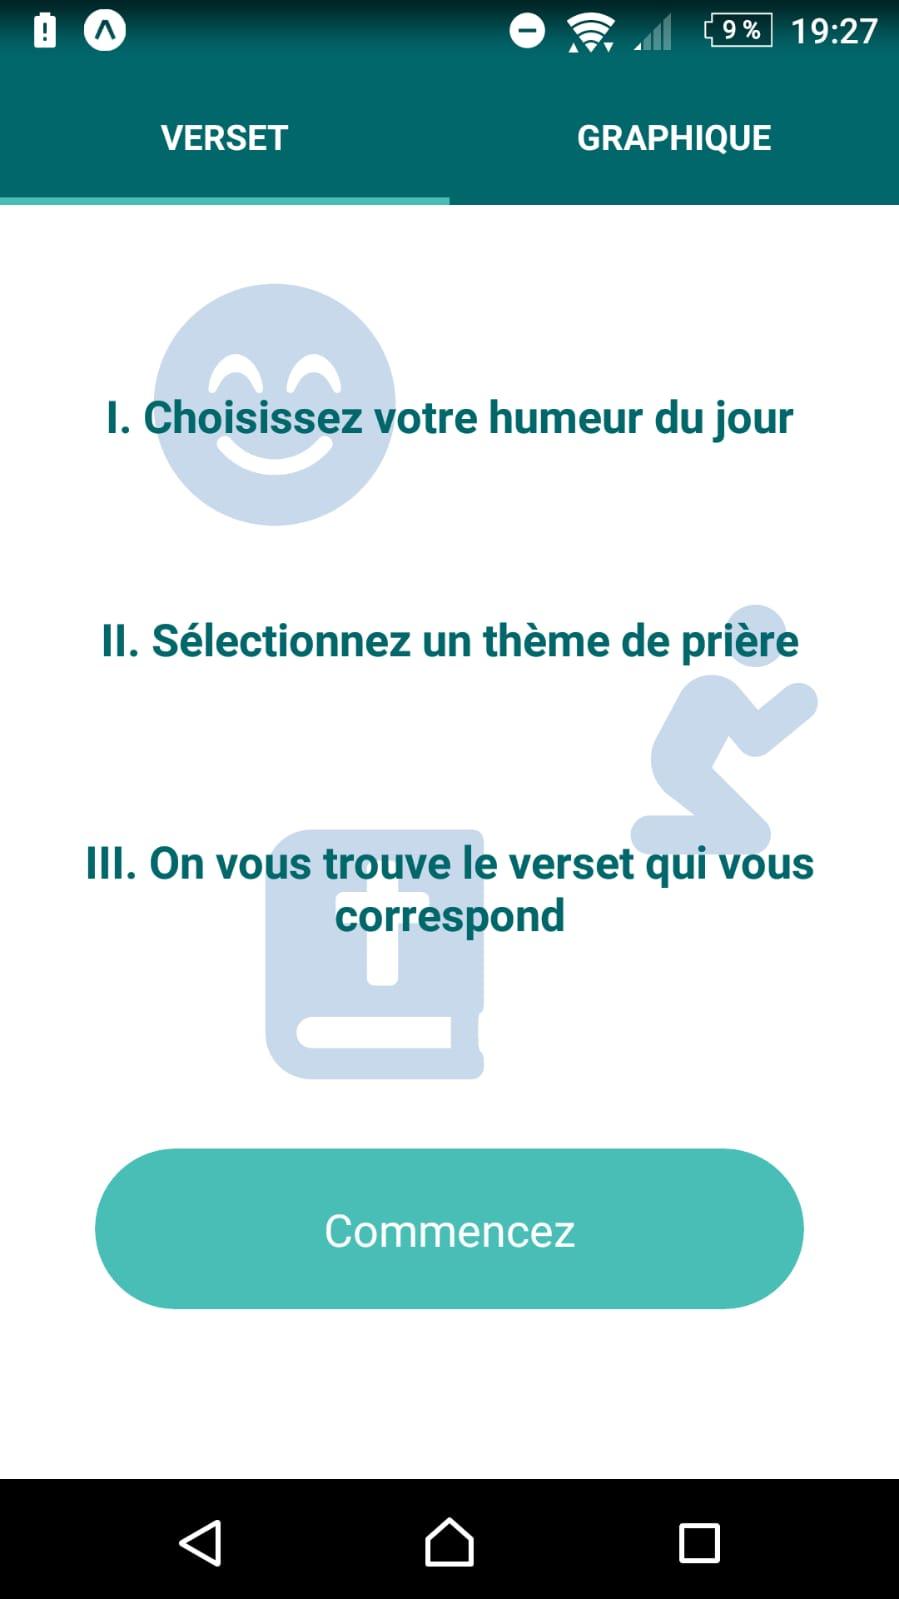 9 % 19:27
VERSET GRAPHIQUE
I. Choisissez votre humeur du jour
II. Sélectionnez un thème de prière
III. On vous trouve le verset qui vous
correspond
Commencez